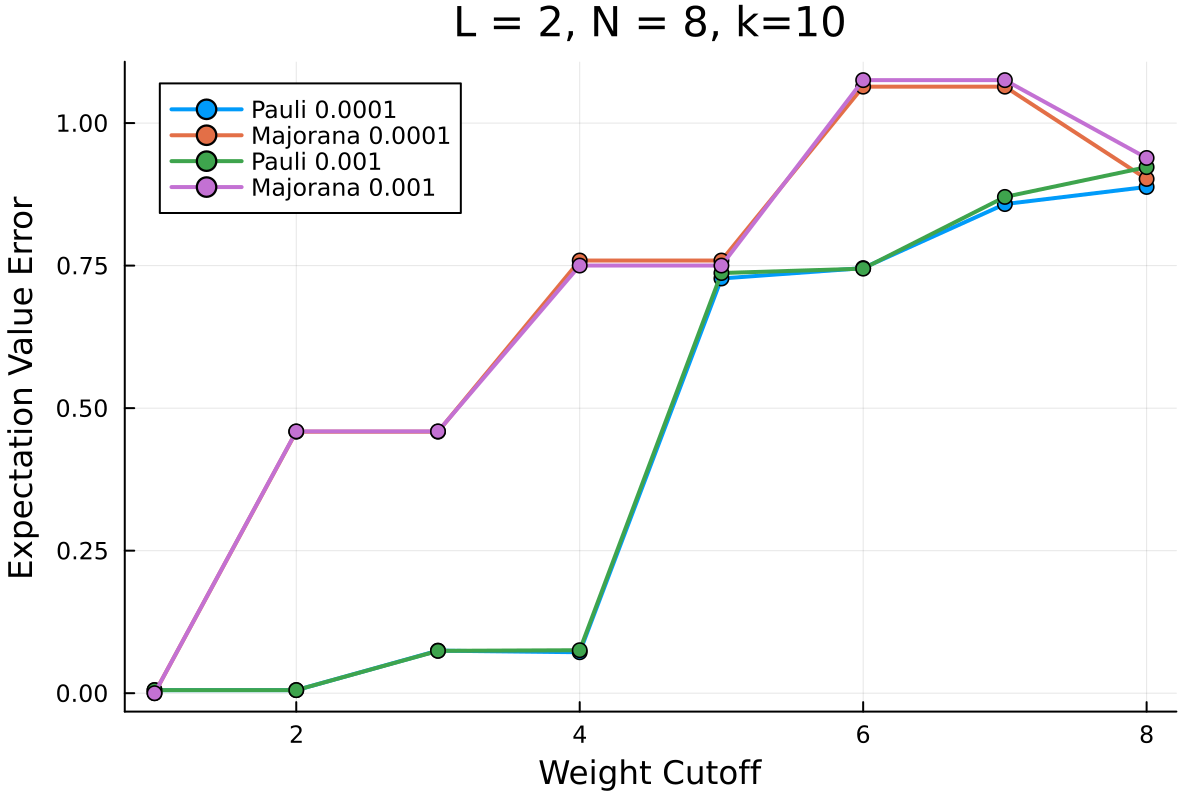 L = 2, N = 8, k=10
Pauli 0.0001
Majorana 0.0001
Pauli 0.001
Majorana 0.001
1.00
0.75
0.50
0.25
0.00
Expectation Value Error
2 4 6 8
Weight Cutoff